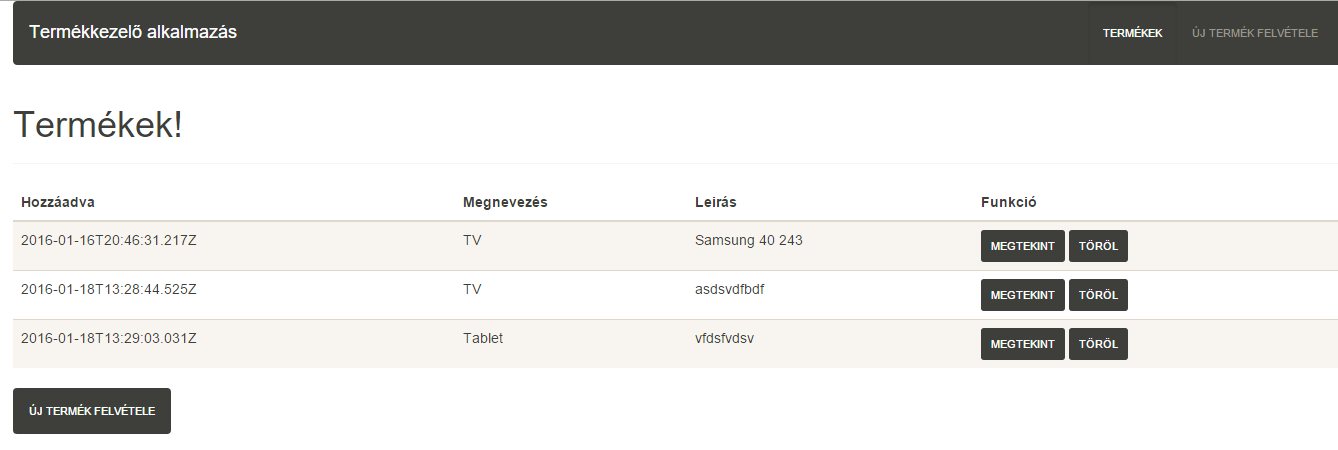 Termékkezelő alkalmazás TERMÉKEK ÚJ TERMÉK FELVÉTELE
Termékek!
Hozzáadva Megnevezés Leírás Funkció
2016-01-16T20:46:31.217Z TV Samsung 40 243 MEGTEKINT TÖRÖL
2016-01-18T13:28:44.525Z TV asdsvdfbdf MEGTEKINT TÖRÖL
2016-01-18T13:29:03.031Z Tablet vfdsfvdsv MEGTEKINT TÖRÖL
ÚJ TERMÉK FELVÉTELE